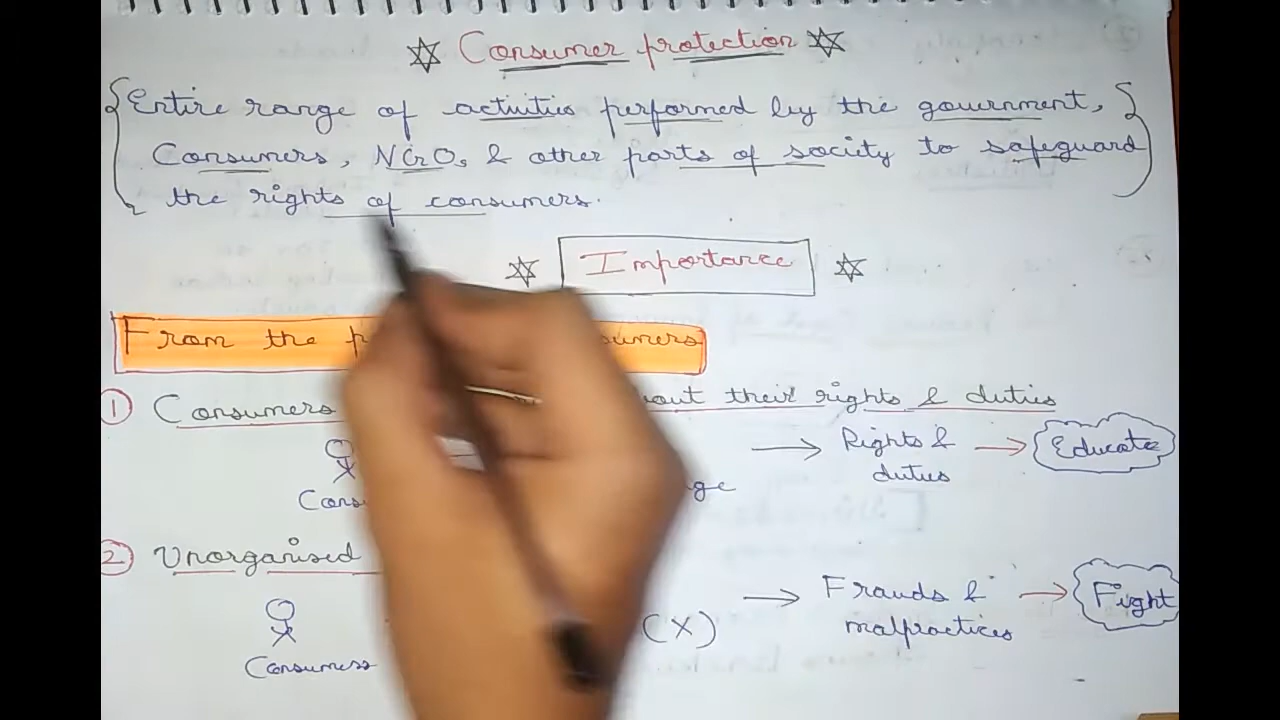 Consumer protection
Entire range of activities performed by the government,
Consumers, NGOs & other parts of society to safeguard
the rights of consumers.
Importance
From the
① Consumers their rights & duties
Rights & → Educate
duties
② Unorganised
Frauds & → Fight
(X) malpractices
Consumers